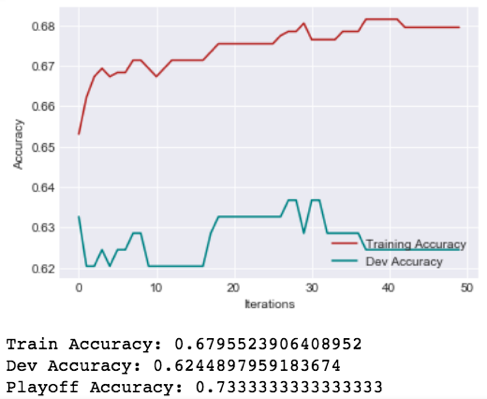 0.68
0.67
0.66
0.65
0.64
0.63
0.62
Accuracy
Training Accuracy
Dev Accuracy
0 10 20 30 40 50
Iterations
Train Accuracy: 0.6795523906408952
Dev Accuracy: 0.6244897959183674
Playoff Accuracy: 0.7333333333333333